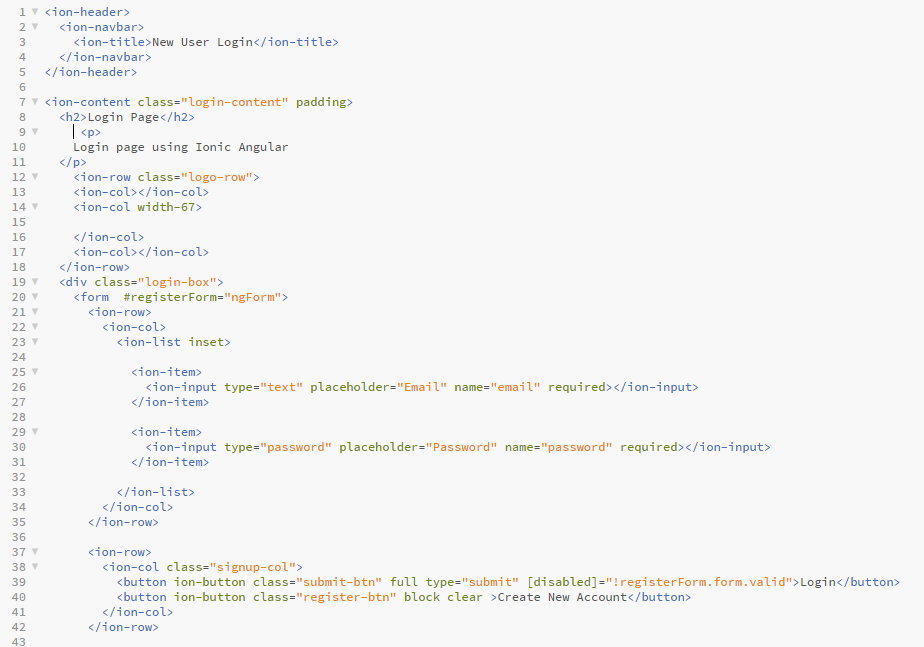 1 <ion-header>
2 <ion-navbar>
3 <ion-title>New User Login</ion-title>
4 </ion-navbar>
5 </ion-header>
6
7 <ion-content class="login-content" padding>
8 <h2>Login Page</h2>
9 <p>
10 Login page using Ionic Angular
11 </p>
12 <ion-row class="logo-row">
13 <ion-col></ion-col>
14 <ion-col width-67>
15
16 </ion-col>
17 <ion-col></ion-col>
18 </ion-row>
19 <div class="login-box">
20 <form  #registerForm="ngForm">
21 <ion-row>
22 <ion-col>
23 <ion-list inset>
24
25 <ion-item>
26 <ion-input type="text" placeholder="Email" name="email" required></ion-input>
27 </ion-item>
28
29 <ion-item>
30 <ion-input type="password" placeholder="Password" name="password" required></ion-input>
31 </ion-item>
32
33 </ion-list>
34 </ion-col>
35 </ion-row>
36
37 <ion-row>
38 <ion-col class="signup-col">
39 <button ion-button class="submit-btn" full type="submit" [disabled]="!registerForm.form.valid">Login</button>
40 <button ion-button class="register-btn" block clear >Create New Account</button>
41 </ion-col>
42 </ion-row>
43